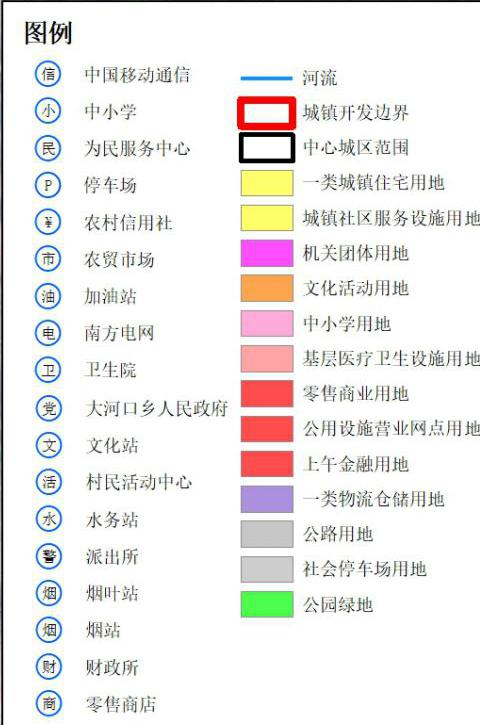 图例
信 中国移动通信
小 中小学
民 为民服务中心
P 停车场
¥ 农村信用社
市 农贸市场
油 加油站
电 南方电网
卫 卫生院
党 大河口乡人民政府
文 文化站
活 村民活动中心
水 水务站
警 派出所
烟 烟叶站
烟 烟站
财 财政所
商 零售商店
河流
城镇开发边界
中心城区范围
一类城镇住宅用地
城镇社区服务设施用地
机关团体用地
文化活动用地
中小学用地
基层医疗卫生设施用地
零售商业用地
公用设施营业网点用地
上午金融用地
一类物流仓储用地
公路用地
社会停车场用地
公园绿地